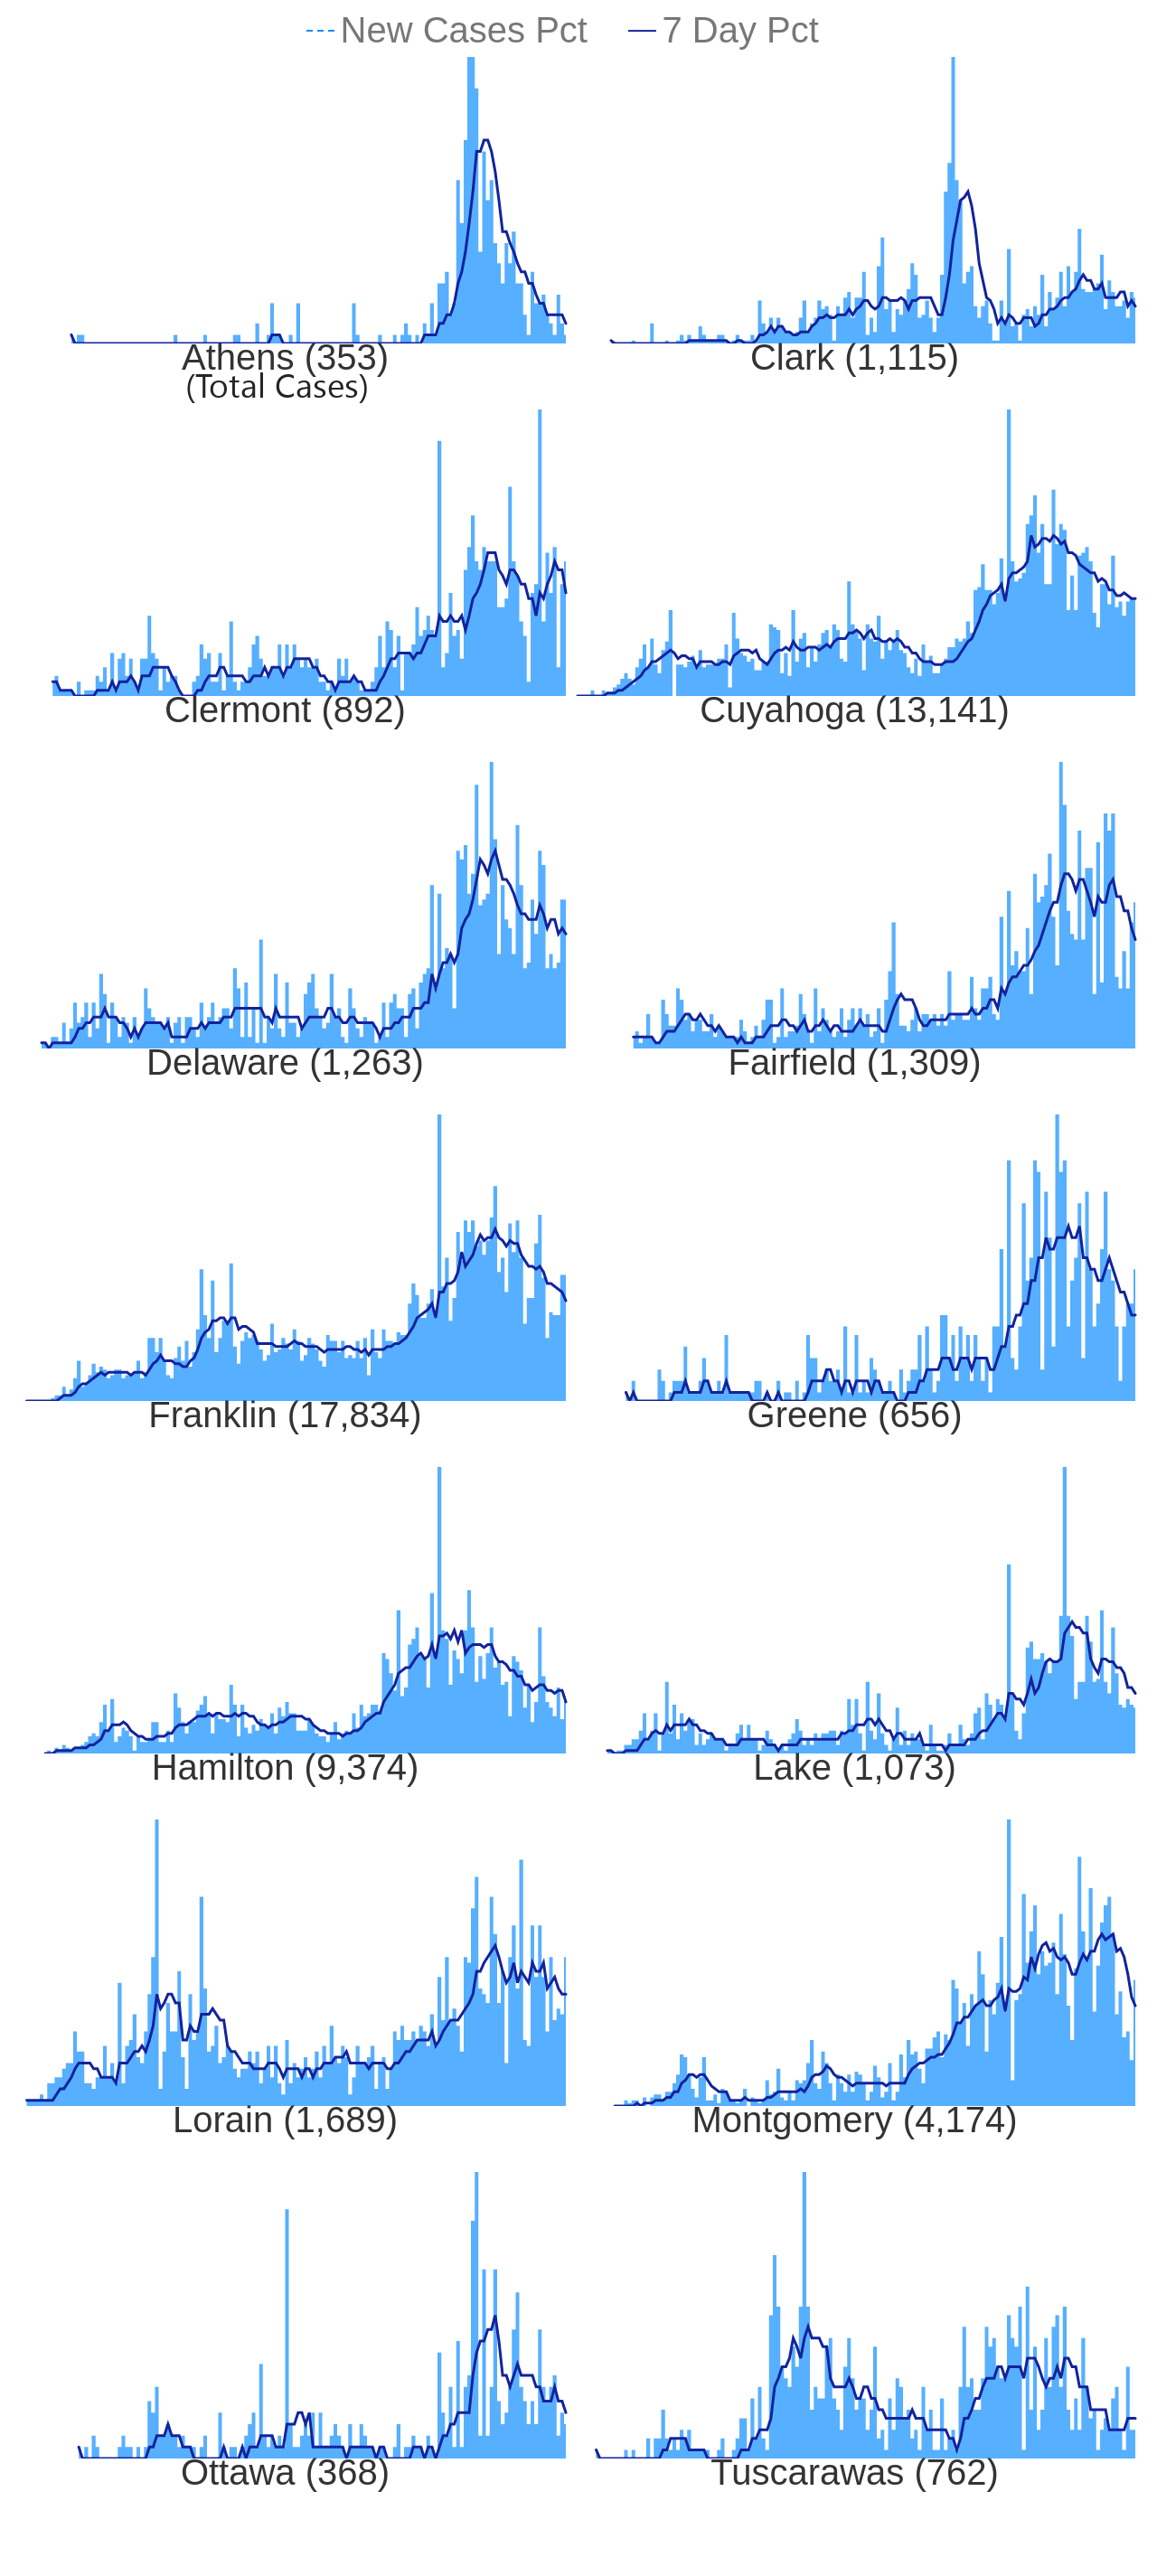 New Cases Pct 7 Day Pct
Athens (353) Clark (1,115)
(Total Cases)
Clermont (892) Cuyahoga (13,141)
Delaware (1,263) Fairfield (1,309)
Franklin (17,834) Greene (656)
Hamilton (9,374) Lake (1,073)
Lorain (1,689) Montgomery (4,174)
Ottawa (368) Tuscarawas (762)